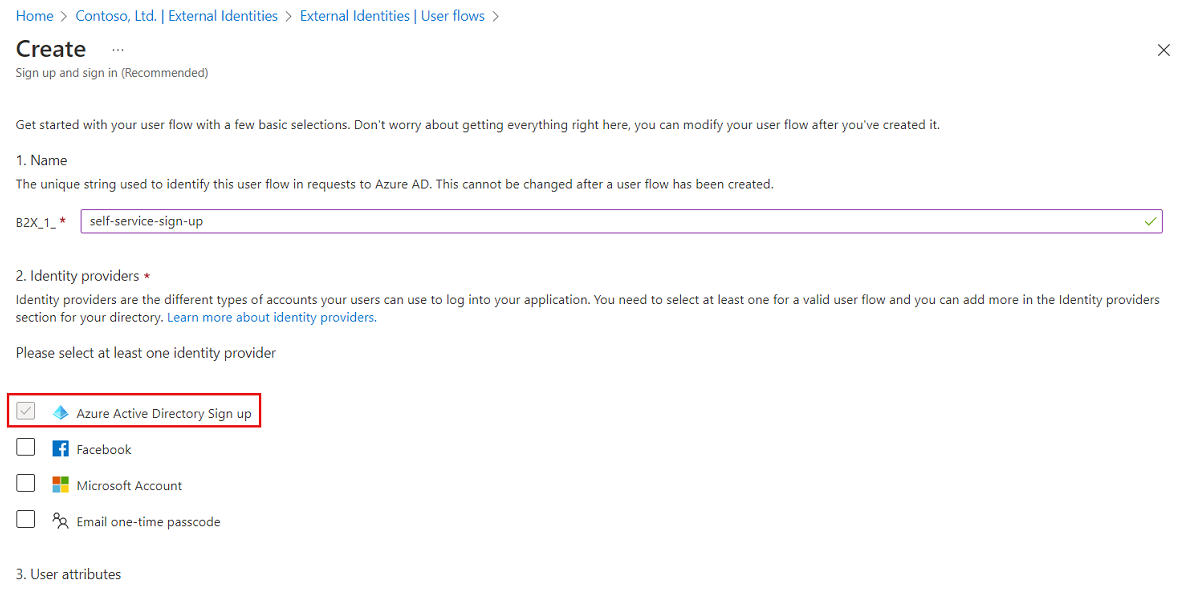 Home > Contoso, Ltd. | External Identities > External Identities | User flows >
Create ...
Sign up and sign in (Recommended)
Get started with your user flow with a few basic selections. Don't worry about getting everything right here, you can modify your user flow after you've created it.
1. Name
The unique string used to identify this user flow in requests to Azure AD. This cannot be changed after a user flow has been created.
B2X_1_ * self-service-sign-up
2. Identity providers *
Identity providers are the different types of accounts your users can use to log into your application. You need to select at least one for a valid user flow and you can add more in the Identity providers
section for your directory. Learn more about identity providers.
Please select at least one identity provider
Azure Active Directory Sign up
Facebook
Microsoft Account
Email one-time passcode
3. User attributes